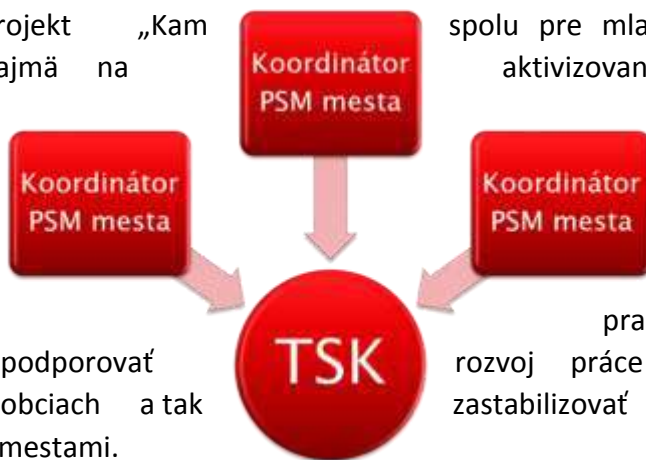 rojekt „Kam spolu pre mla
ajmä na aktivizovan
Koordinátor
PSM mesta
Koordinátor
PSM mesta
Koordinátor
PSM mesta
TSK
pra
podporovať rozvoj práce
obciach a tak zastabilizovať
mestami.